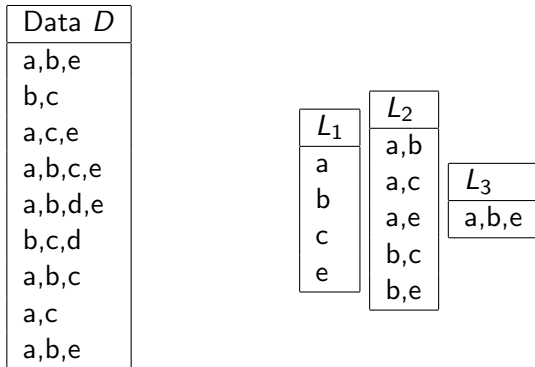 Data D
a,b,e
b,c
a,c,e
a,b,c,e
a,b,d,e
b,c,d
a,b,c
a,c
a,b,e
L₁
a
b
c
e
L₂
a,b
a,c
a,e
b,c
b,e
L₃
a,b,e